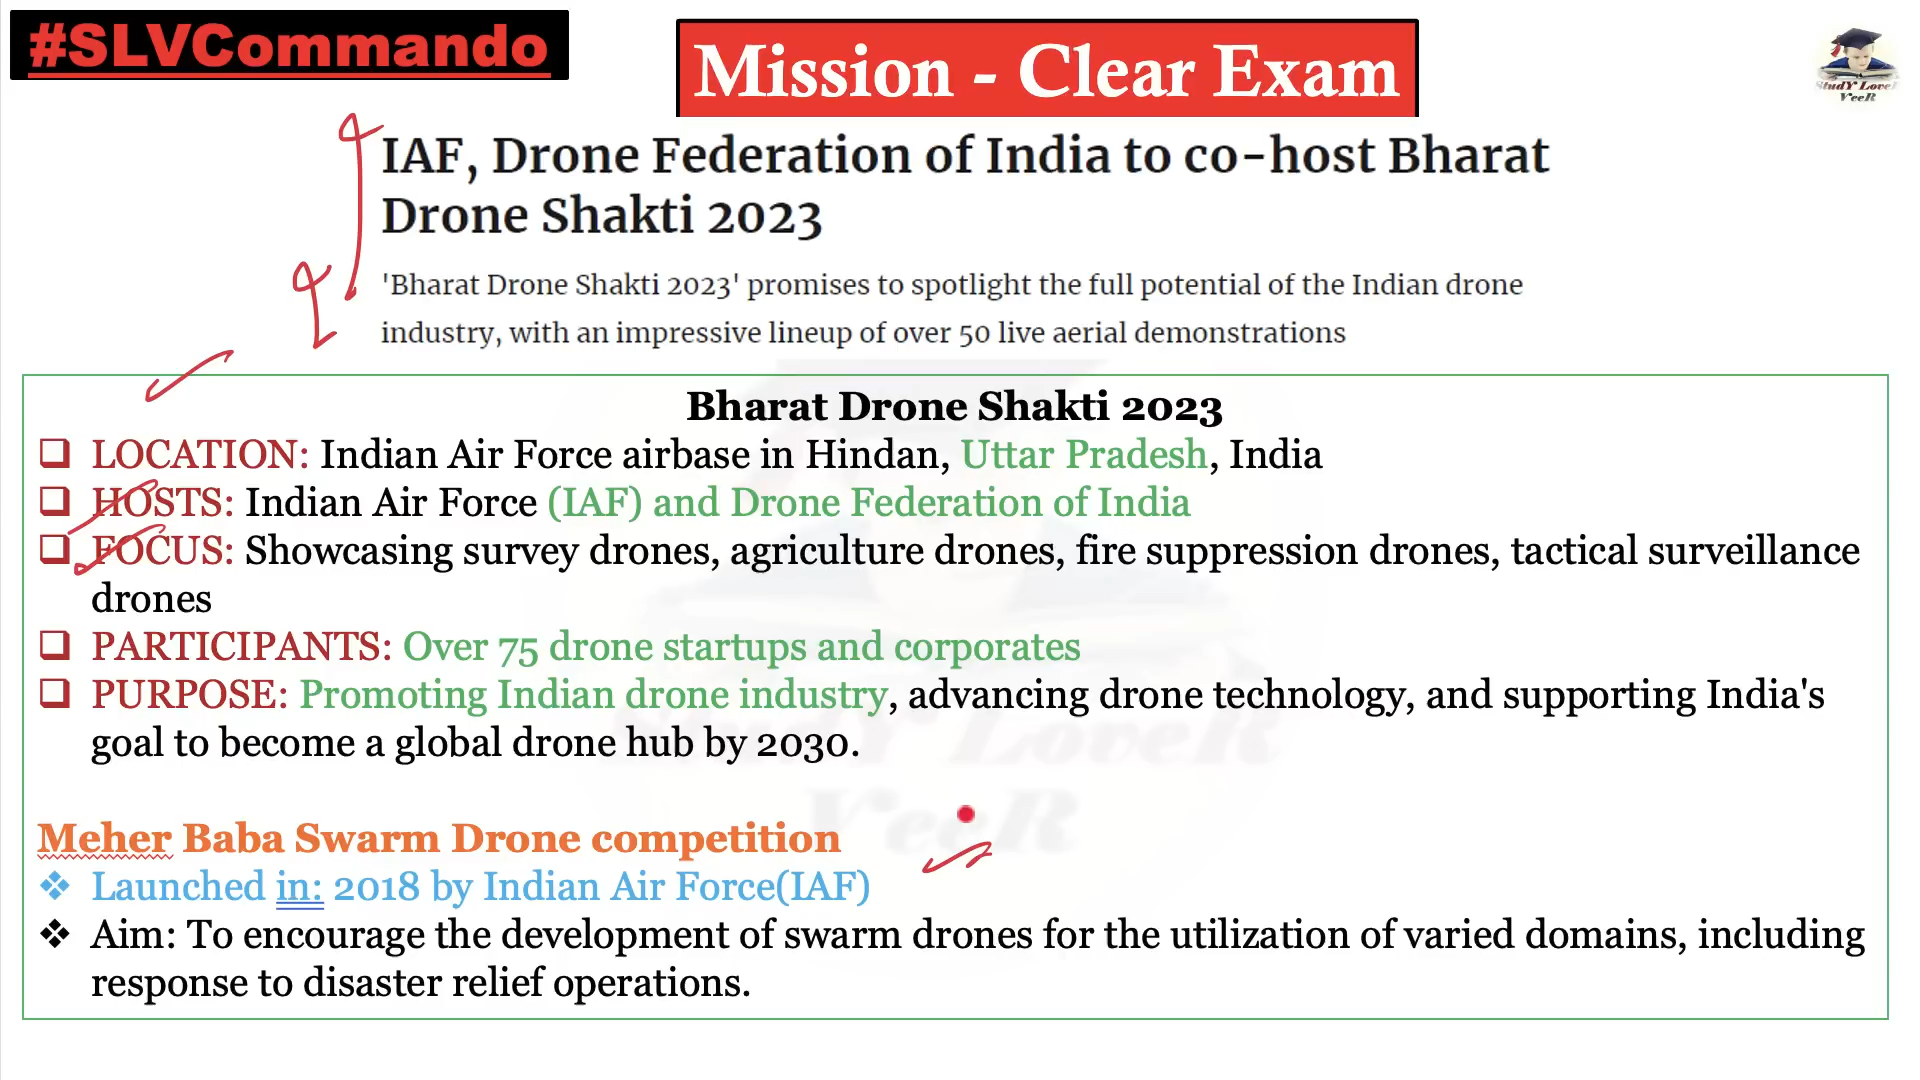 #SLVCommando
Mission - Clear Exam
StudY LoveR
VeeR
IAF, Drone Federation of India to co-host Bharat
Drone Shakti 2023
'Bharat Drone Shakti 2023' promises to spotlight the full potential of the Indian drone
industry, with an impressive lineup of over 50 live aerial demonstrations
Bharat Drone Shakti 2023
LOCATION: Indian Air Force airbase in Hindan, Uttar Pradesh, India
HOSTS: Indian Air Force (IAF) and Drone Federation of India
FOCUS: Showcasing survey drones, agriculture drones, fire suppression drones, tactical surveillance
drones
PARTICIPANTS: Over 75 drone startups and corporates
PURPOSE: Promoting Indian drone industry, advancing drone technology, and supporting India's
goal to become a global drone hub by 2030.
StudY LoveR
VeeR
Meher Baba Swarm Drone competition
Launched in: 2018 by Indian Air Force(IAF)
Aim: To encourage the development of swarm drones for the utilization of varied domains, including
response to disaster relief operations.